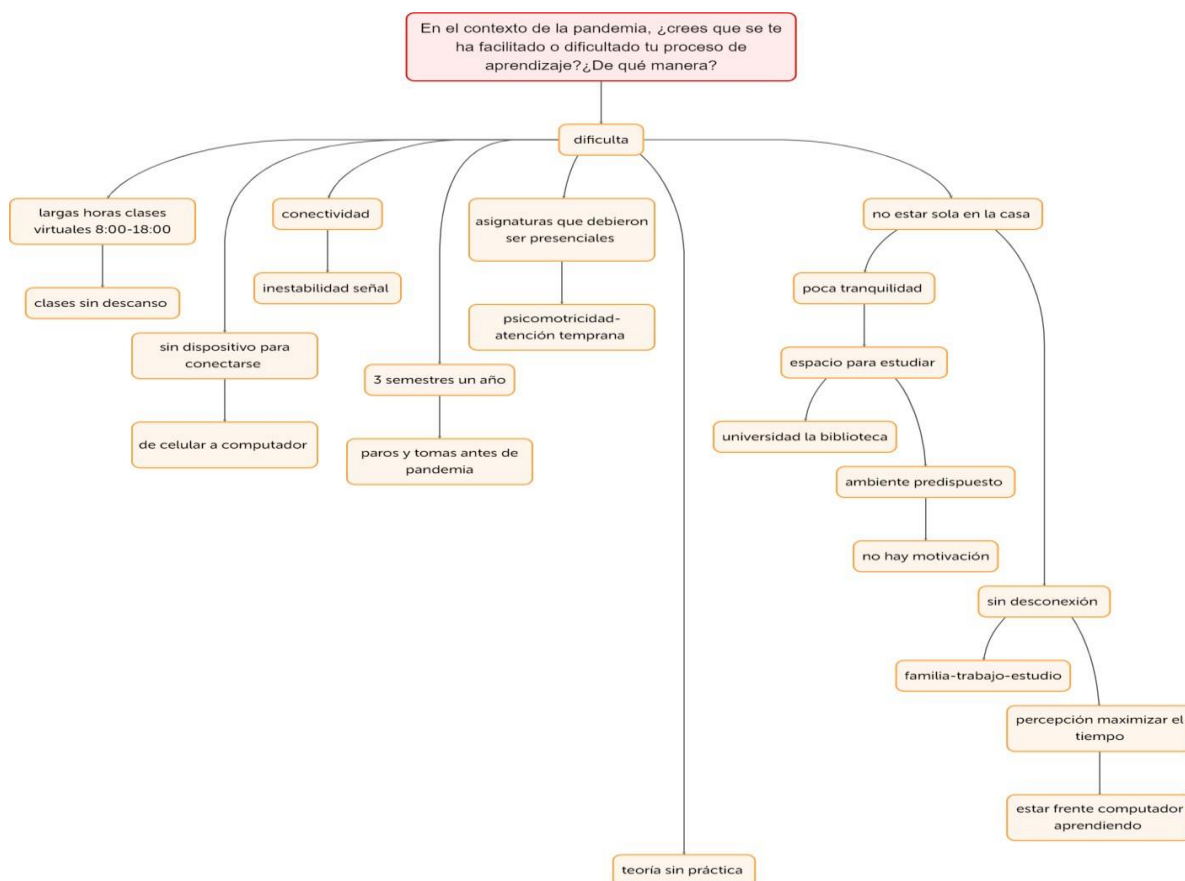 En el contexto de la pandemia, ¿crees que se te
ha facilitado o dificultado tu proceso de
aprendizaje?¿De qué manera?
dificulta
largas horas clases
virtuales 8:00-18:00
clases sin descanso
sin dispositivo para
conectarse
de celular a computador
conectividad
inestabilidad señal
3 semestres un año
paros y tomas antes de
pandemia
asignaturas que debieron
ser presenciales
psicomotricidad-
atención temprana
teoría sin práctica
no estar sola en la casa
poca tranquilidad
espacio para estudiar
universidad la biblioteca
ambiente predispuesto
no hay motivación
sin desconexión
familia-trabajo-estudio
percepción maximizar el
tiempo
estar frente computador
aprendiendo